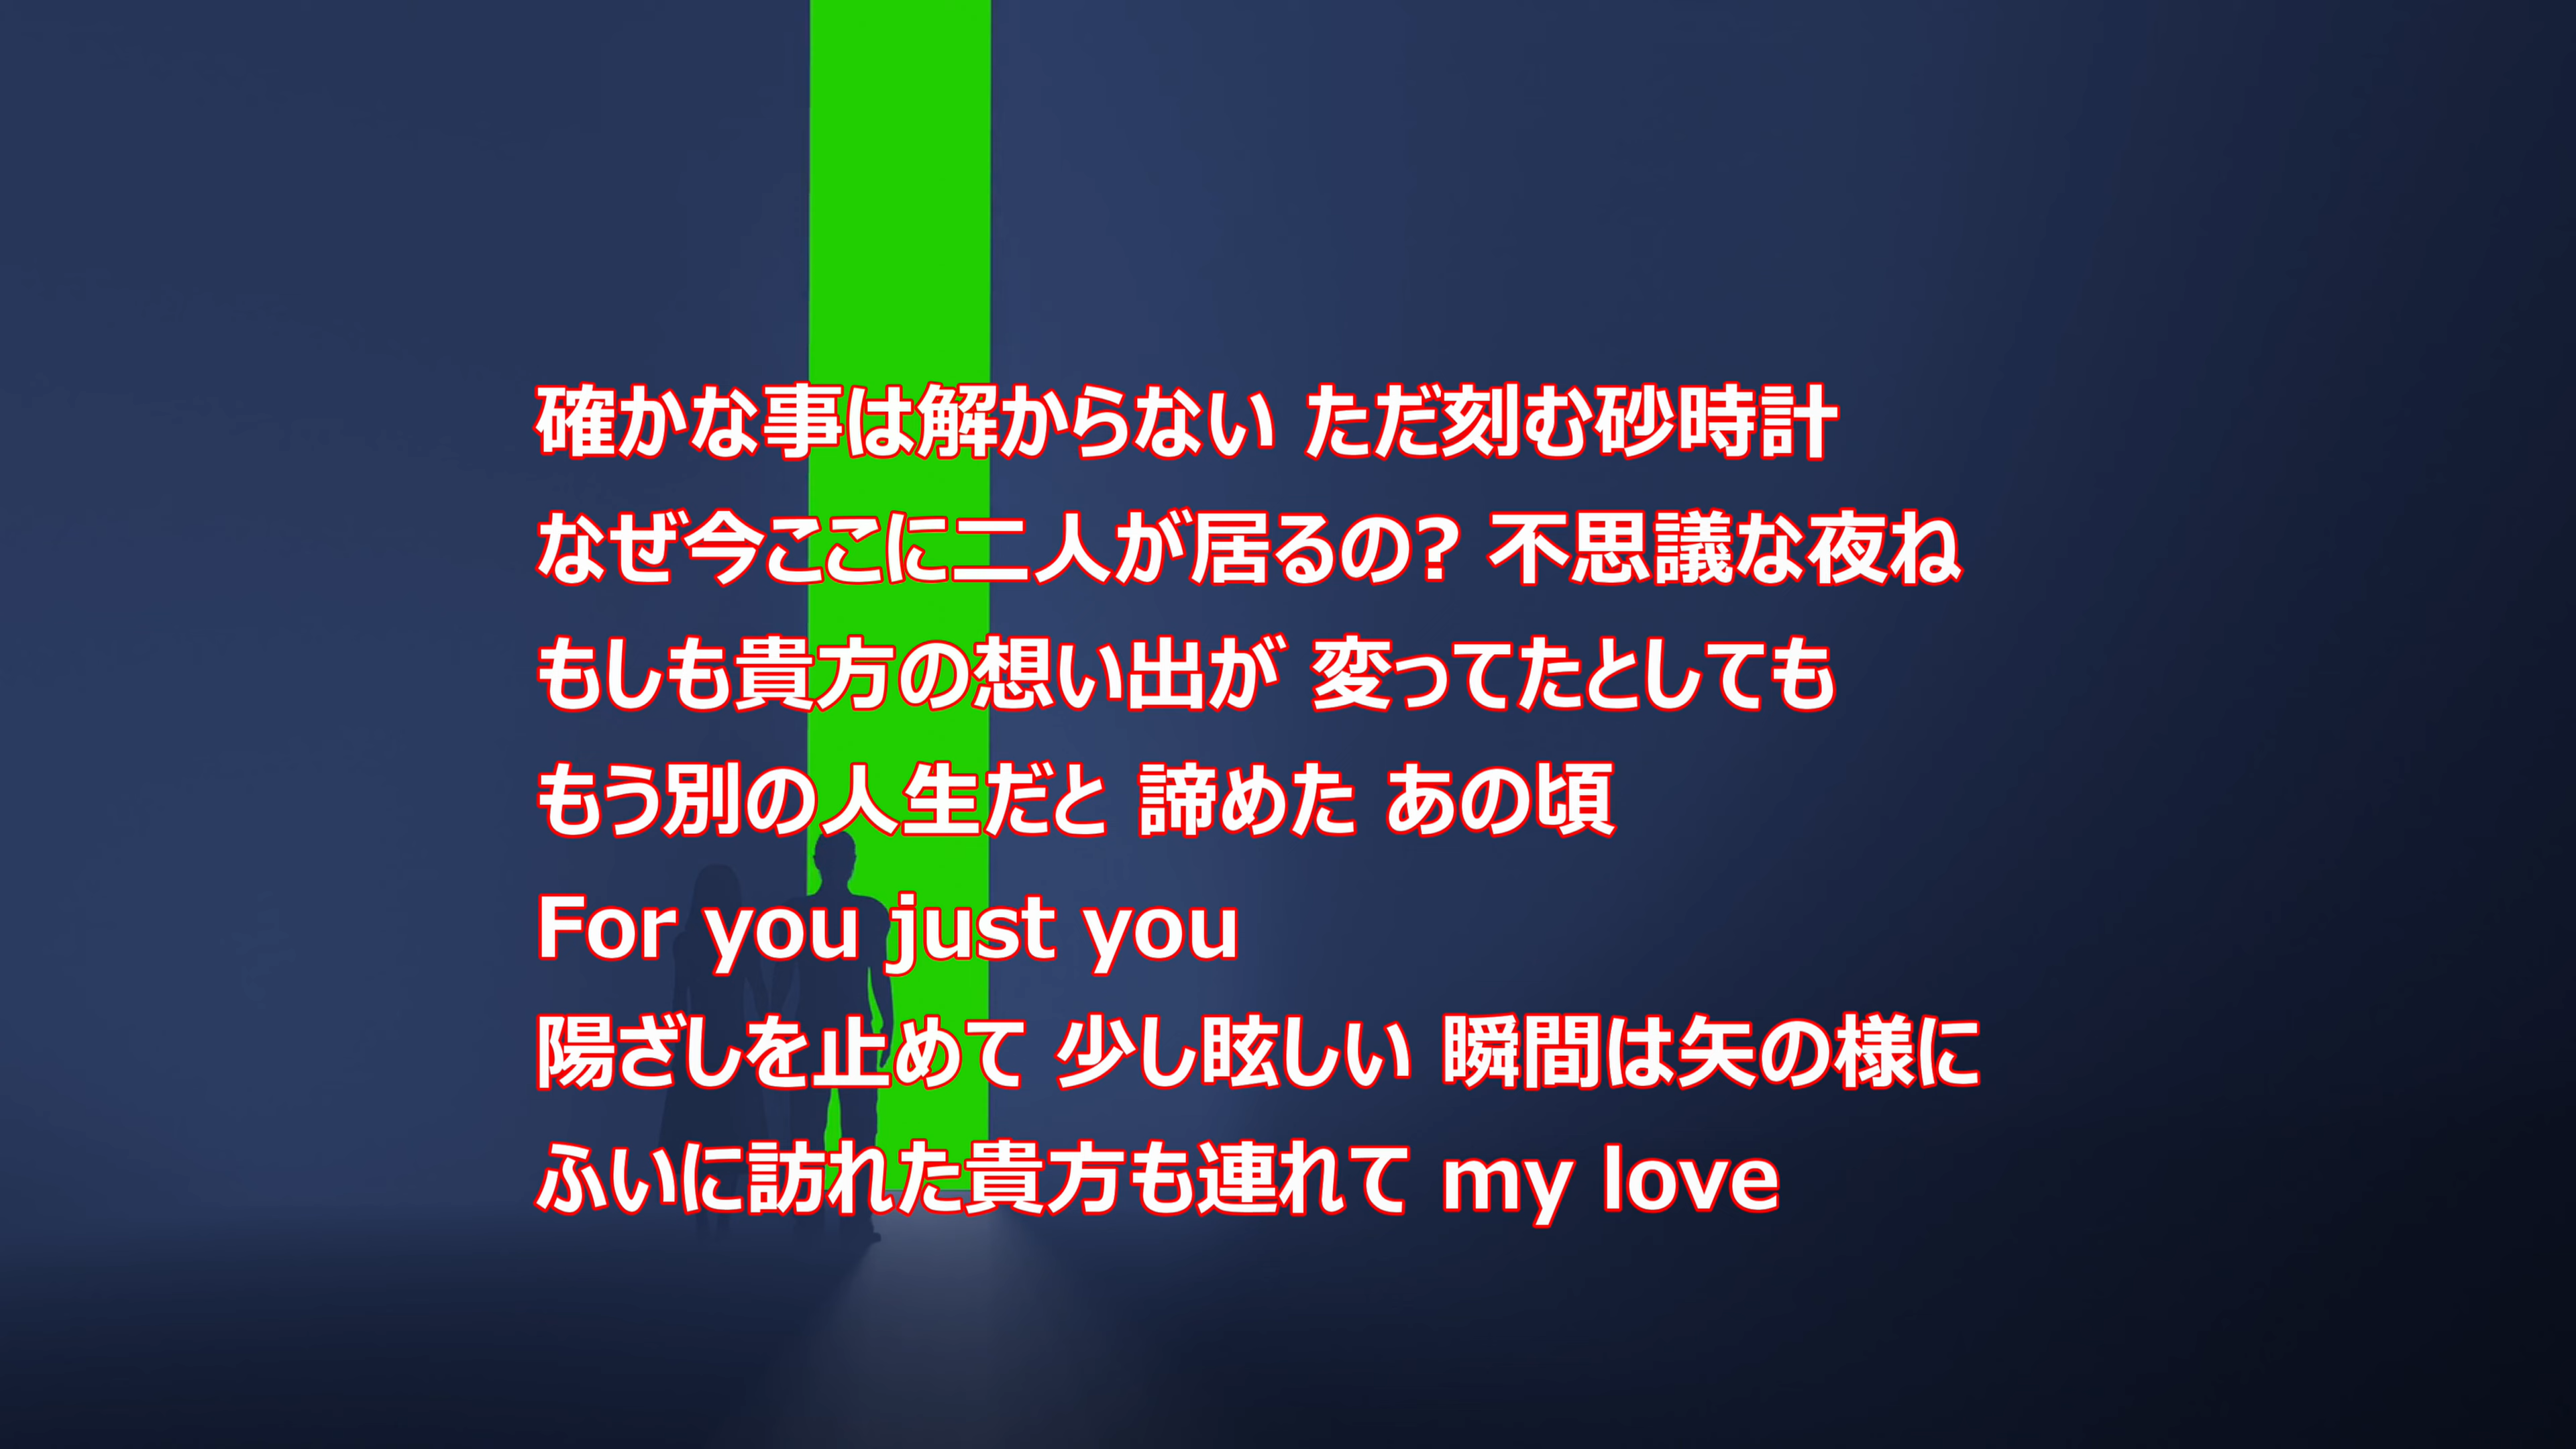 確かな事は解からない ただ刻む砂時計
なぜ今ここに二人が居るの? 不思議な夜ね
もしも貴方の想い出が 変ってたとしても
もう別の人生だと 諦めた あの頃
For you just you
陽ざしを止めて 少し眩しい 瞬間は矢の様に
ふいに訪れた貴方も連れて my love